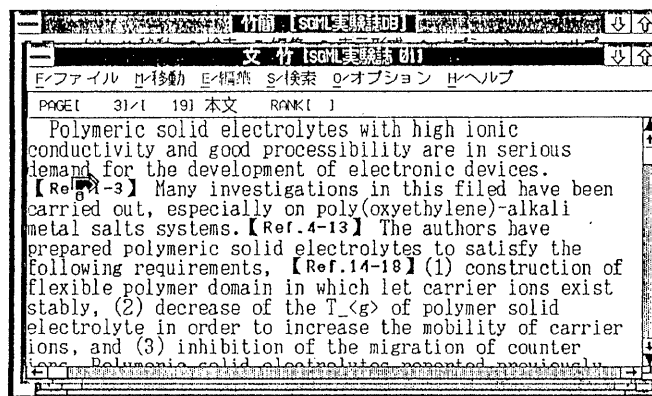 竹簡 【SGML実験誌DB】
文 竹 【SGML実験誌 01】
F/ファイル M/移動 E/編集 S/検索 O/オプション H/ヘルプ
PAGE[ 3]/[ 19] 本文 RANK[ ]
Polymeric solid electrolytes with high ionic
conductivity and good processibility are in serious
demand for the development of electronic devices.
-3】 Many investigations in this filed have been
carried out, especially on poly(oxyethylene)-alkali
metal salts systems.【Ref.4-13】 The authors have
prepared polymeric solid electrolytes to satisfy the
following requirements, 【Ref.14-18】 (1) construction of
flexible polymer domain in which let carrier ions exist
stably, (2) decrease of the T_<g> of polymer solid
electrolyte in order to increase the mobility of carrier
ions, and (3) inhibition of the migration of counter
ions. Polymeric solid electrolytes reported previously